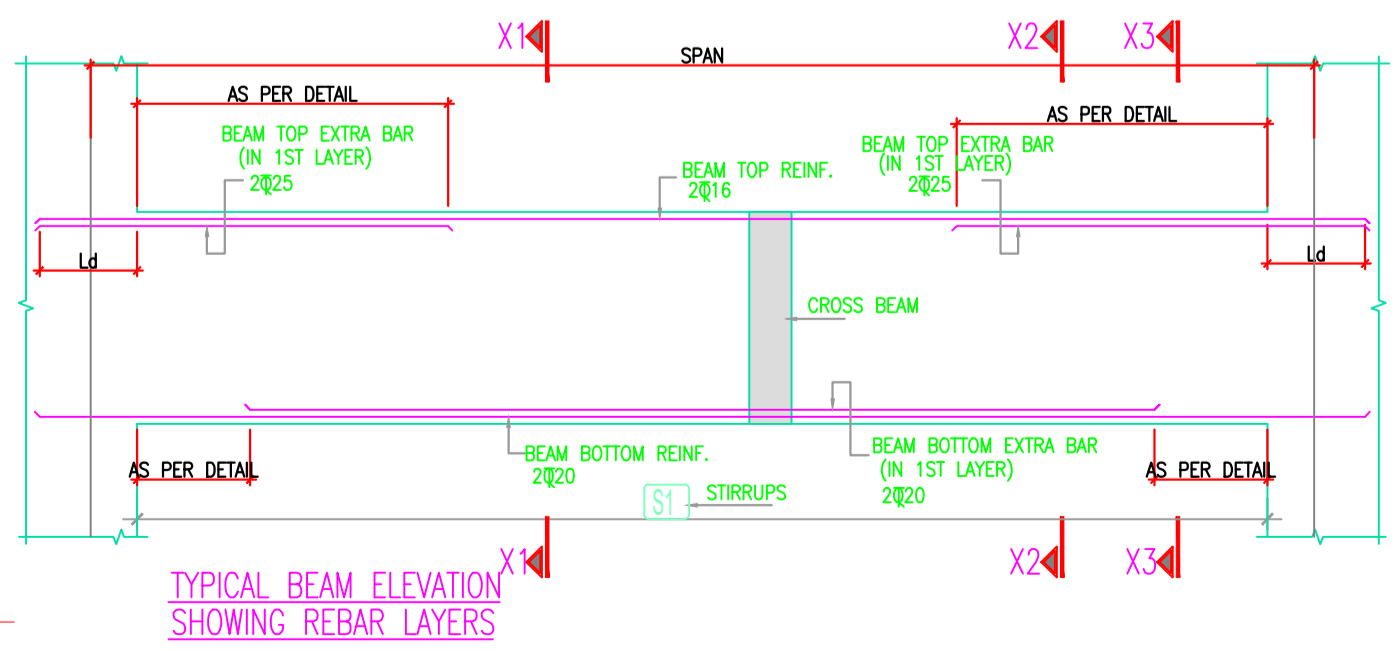 X1
X2
X3
SPAN
AS PER DETAIL
AS PER DETAIL
BEAM TOP EXTRA BAR
(IN 1ST LAYER)
2Φ25
BEAM TOP REINF.
2Φ16
BEAM TOP EXTRA BAR
(IN 1ST LAYER)
2Φ25
Ld
Ld
CROSS BEAM
BEAM BOTTOM REINF.
2Φ20
BEAM BOTTOM EXTRA BAR
(IN 1ST LAYER)
2Φ20
AS PER DETAIL
AS PER DETAIL
S1
STIRRUPS
X1
X2
X3
TYPICAL BEAM ELEVATION
SHOWING REBAR LAYERS